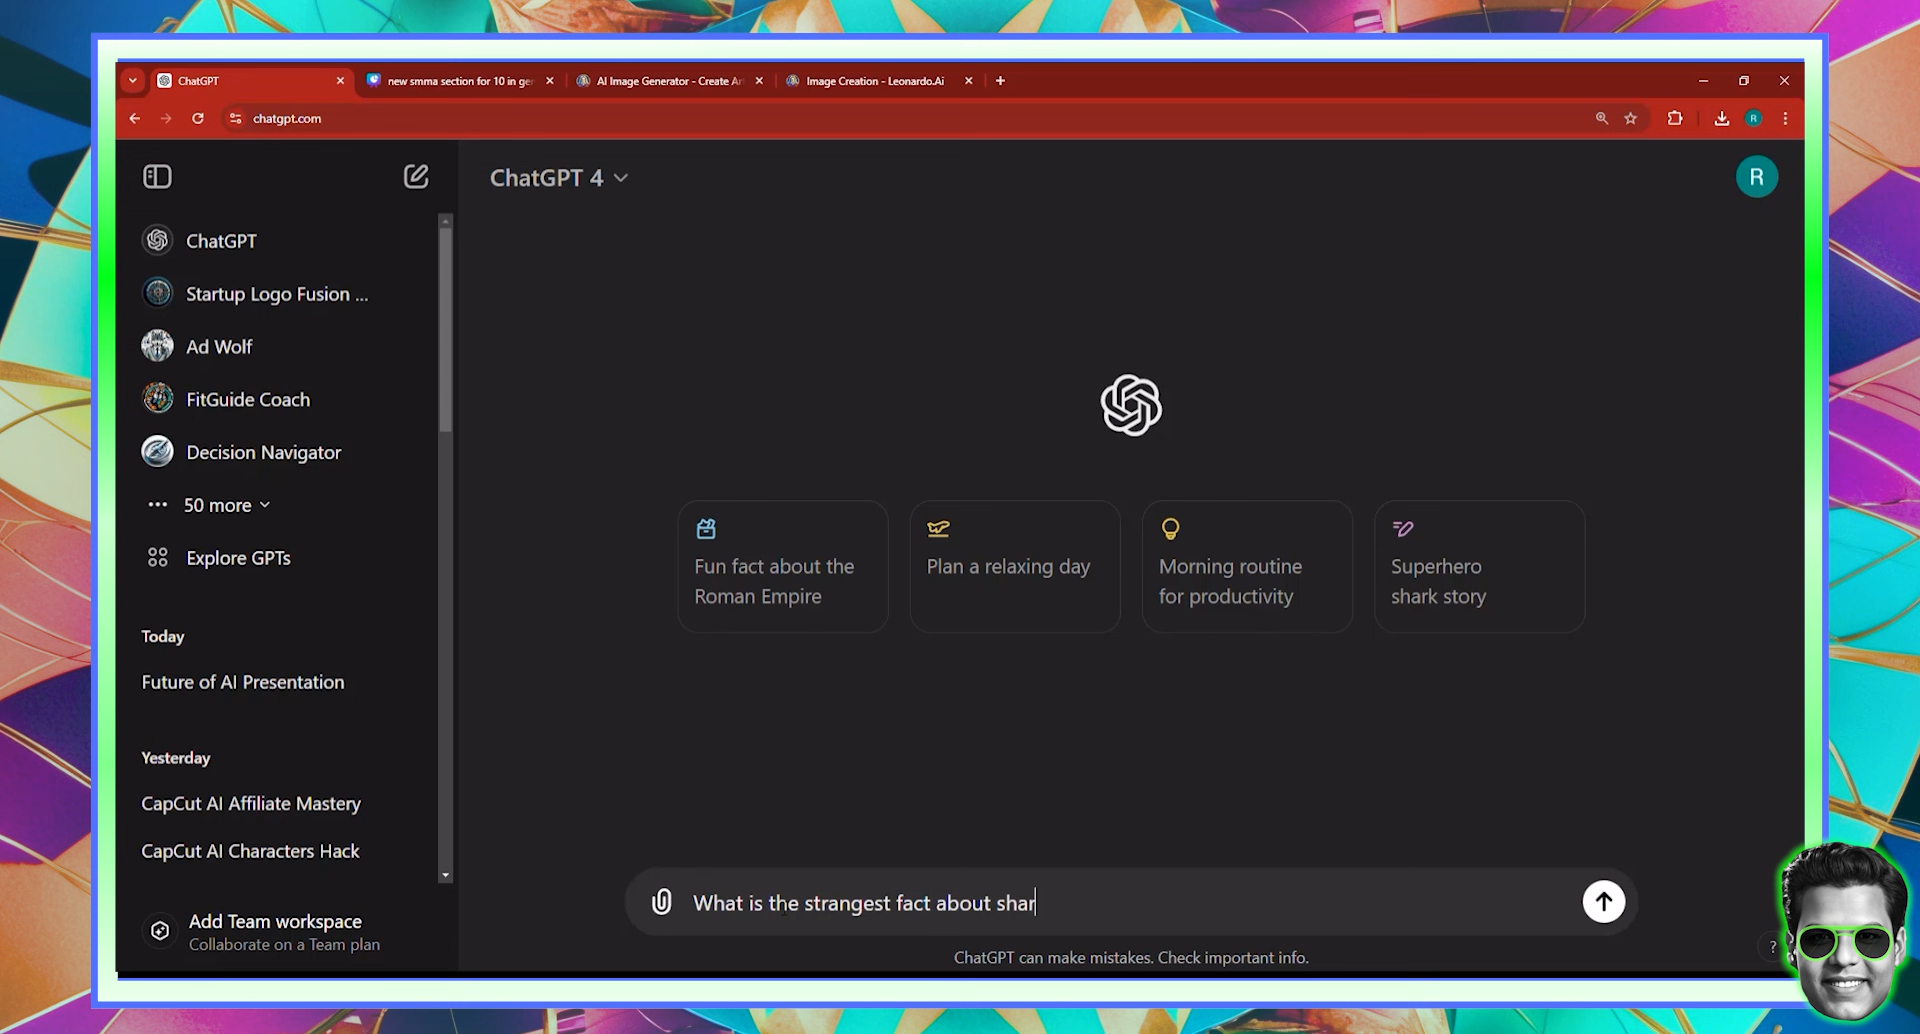 ChatGPT
new smma section for 10 in ge
AI Image Generator - Create Ar
Image Creation - Leonardo.Ai
chatgpt.com
R
ChatGPT 4
R
ChatGPT
Startup Logo Fusion ...
Ad Wolf
FitGuide Coach
Decision Navigator
50 more
Explore GPTs
Today
Future of AI Presentation
Yesterday
CapCut AI Affiliate Mastery
CapCut AI Characters Hack
Add Team workspace
Collaborate on a Team plan
Fun fact about the
Roman Empire
Plan a relaxing day
Morning routine
for productivity
Superhero
shark story
What is the strangest fact about shar
ChatGPT can make mistakes. Check important info.
?